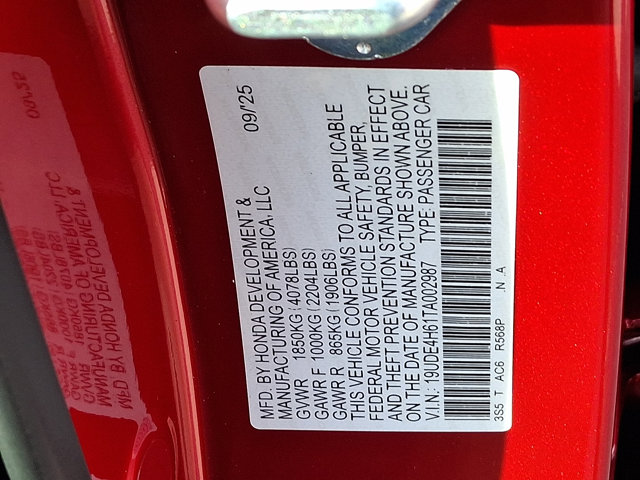 MFD. BY HONDA DEVELOPMENT & 09/'25
MANUFACTURING OF AMERICA, LLC
GVWR 1850KG (4078LBS)
GAWR F 1000KG (2204LBS)
GAWR R 865KG (1906LBS)
THIS VEHICLE CONFORMS TO ALL APPLICABLE
FEDERAL MOTOR VEHICLE SAFETY, BUMPER,
AND THEFT PREVENTION STANDARDS IN EFFECT
ON THE DATE OF MANUFACTURE SHOWN ABOVE.
V.I.N: 19UDE4H61TA002987 TYPE: PASSENGER CAR
3S5 T AC6 R568P N .A